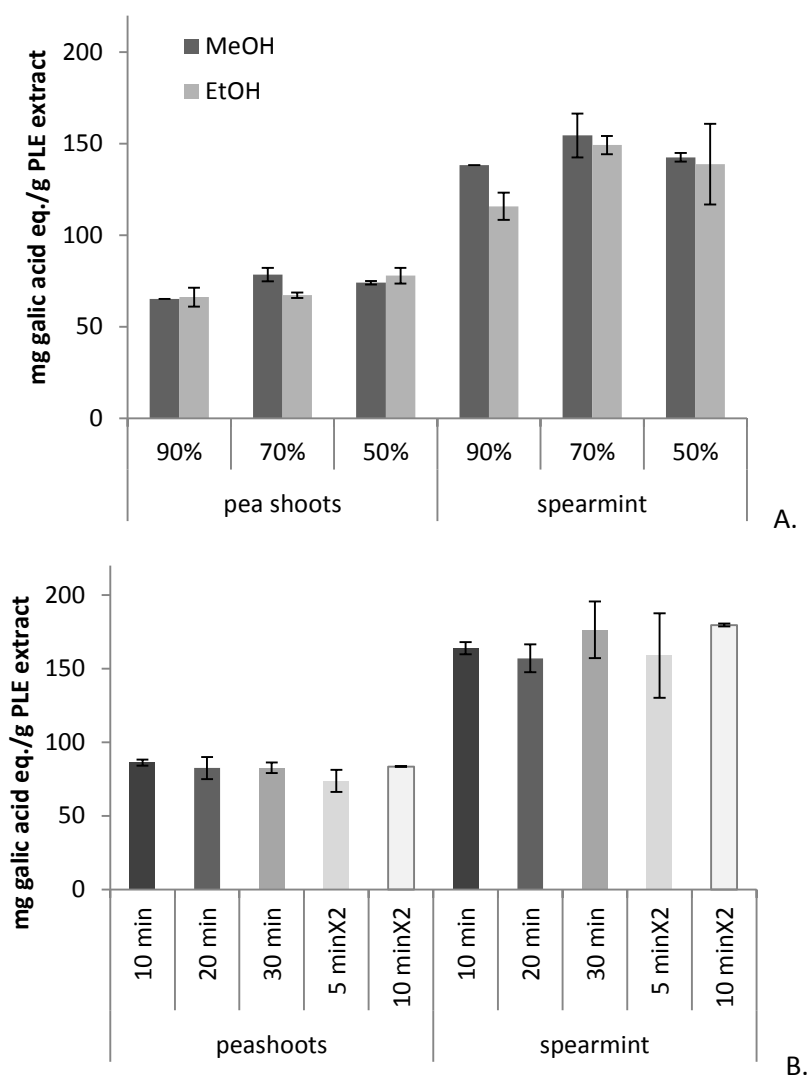 mg galic acid eq./g PLE extract
200
150
100
50
0
MeOH
EtOH
90% 70% 50% 90% 70% 50%
pea shoots spearmint
A.
mg galic acid eq./g PLE extract
200
150
100
50
0
10 min 20 min 30 min 5 minX2 10 minX2 10 min 20 min 30 min 5 minX2 10 minX2
peashoots spearmint
B.